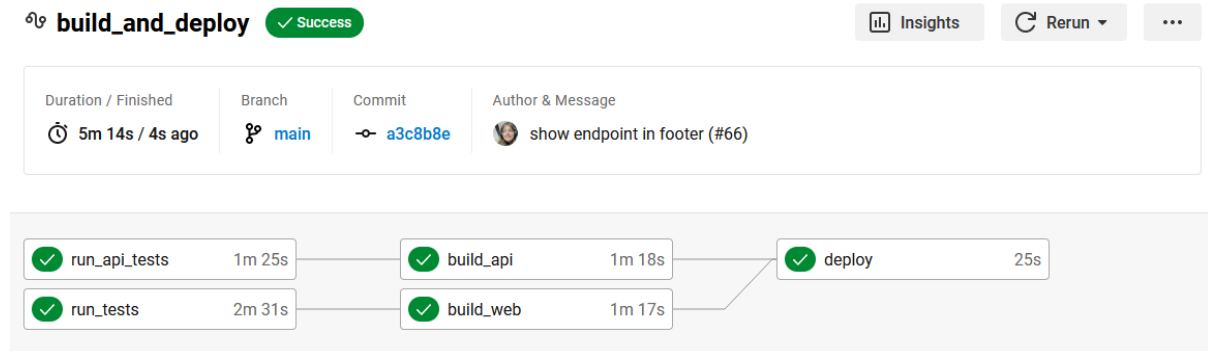 build_and_deploy Success Insights Rerun
Duration / Finished Branch Commit Author & Message
5m 14s / 4s ago main a3c8b8e show endpoint in footer (#66)
run_api_tests 1m 25s build_api 1m 18s deploy 25s
run_tests 2m 31s build_web 1m 17s